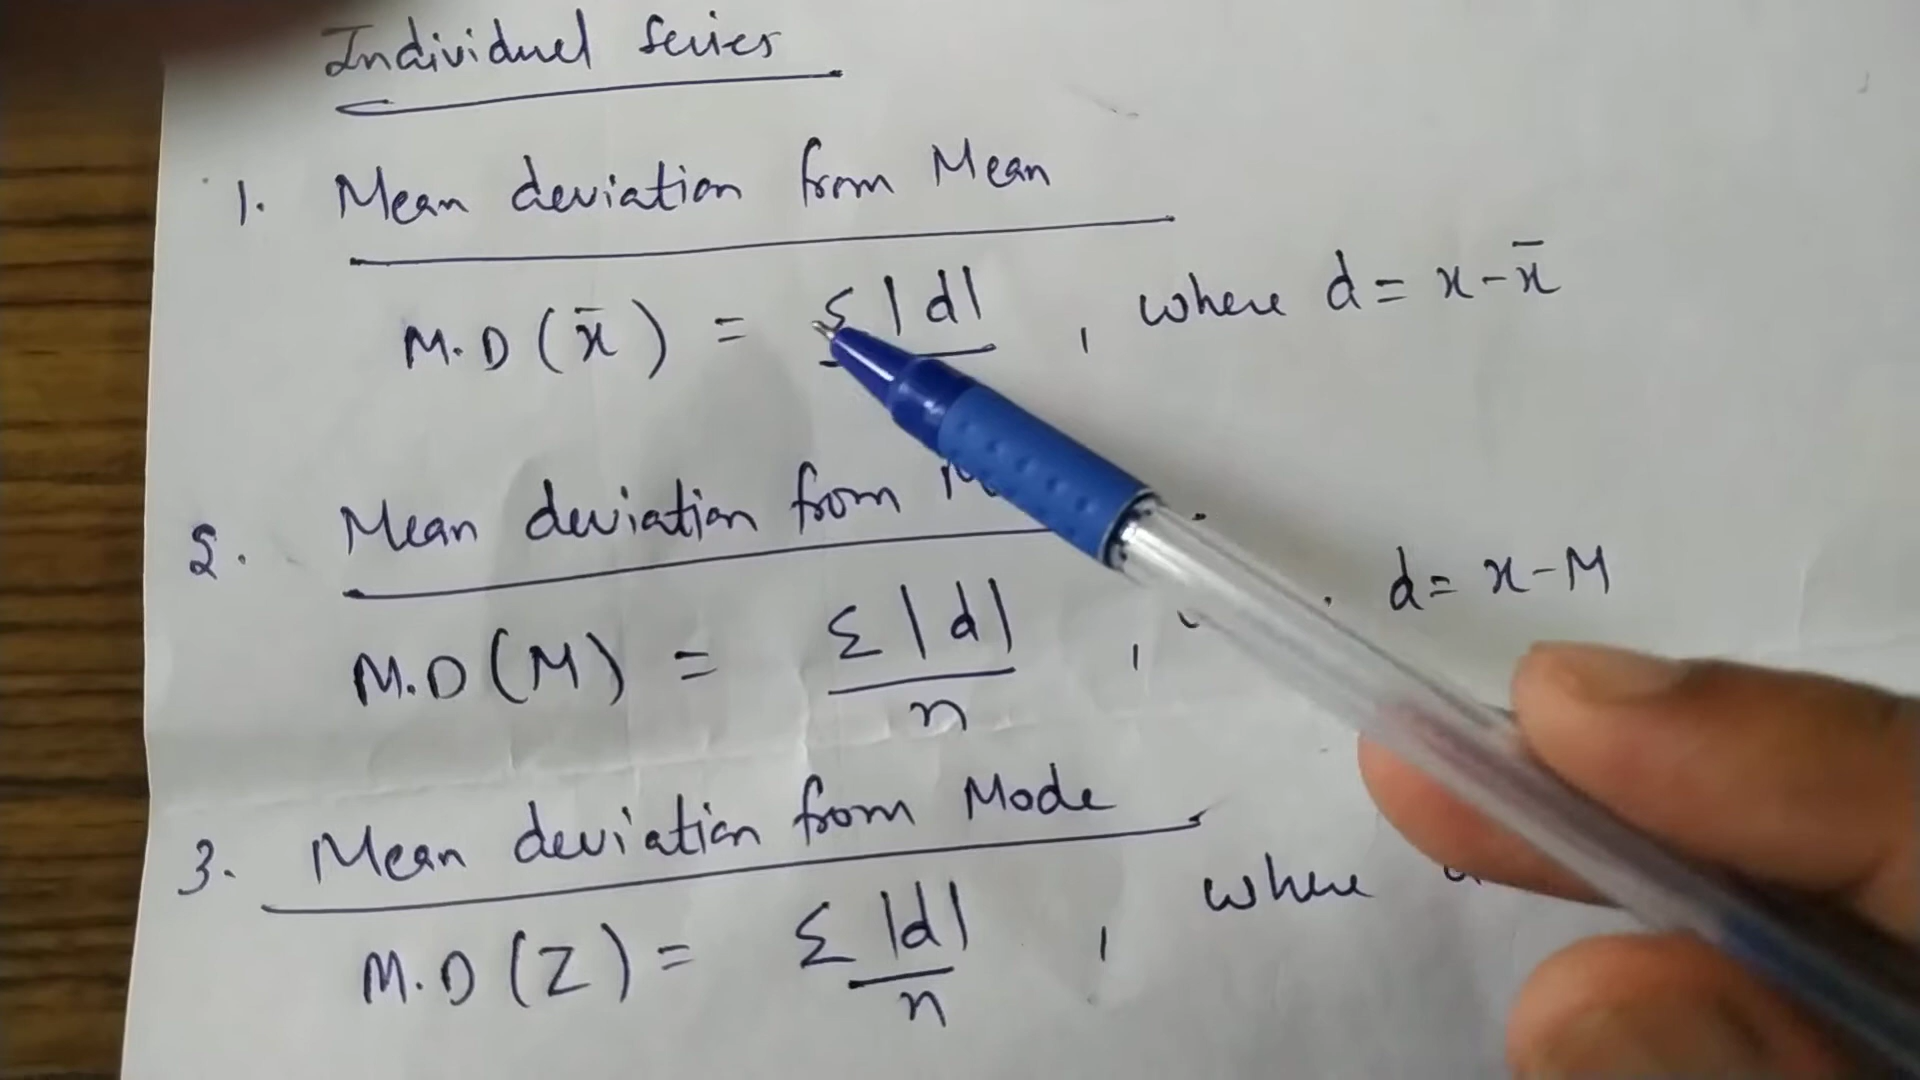 Individual Series
1. Mean deviation from Mean
M.D (x̄) = Σ |d| , where d = x - x̄
2. Mean deviation from
M.D (M) = Σ |d| / n , d = x - M
3. Mean deviation from Mode
M.D (Z) = Σ |d| / n , where